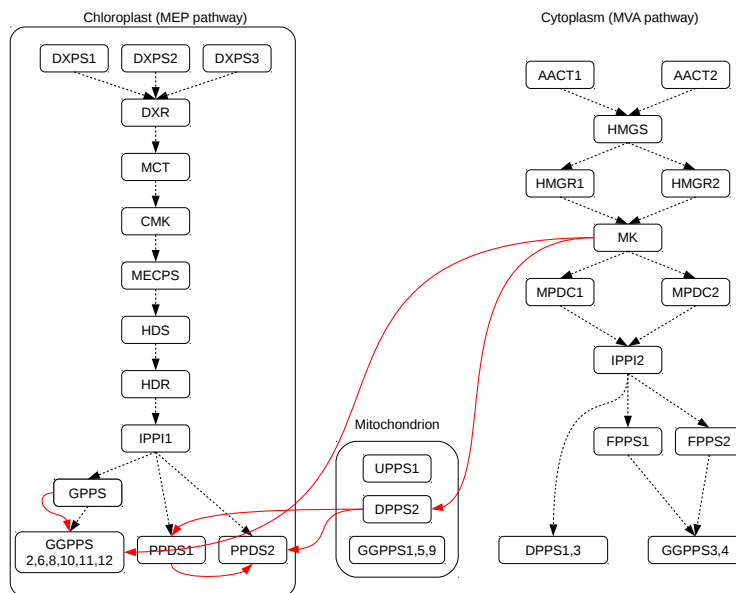 Chloroplast (MEP pathway)
DXPS1
DXPS2
DXPS3
DXR
MCT
CMK
MECPS
HDS
HDR
IPPI1
GPPS
GGPPS
2,6,8,10,11,12
PPDS1
PPDS2
Mitochondrion
UPPS1
DPPS2
GGPPS1,5,9
Cytoplasm (MVA pathway)
AACT1
AACT2
HMGS
HMGR1
HMGR2
MK
MPDC1
MPDC2
IPPI2
FPPS1
FPPS2
DPPS1,3
GGPPS3,4